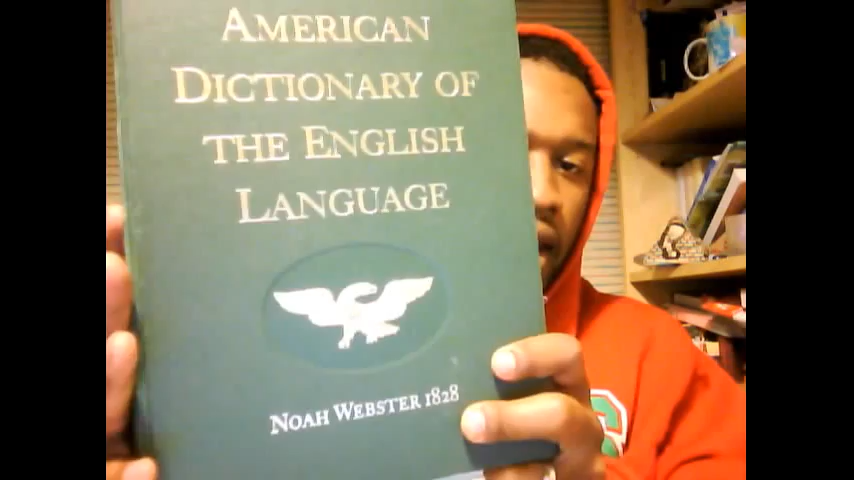 AMERICAN
DICTIONARY OF
THE ENGLISH
LANGUAGE
NOAH WEBSTER 1828